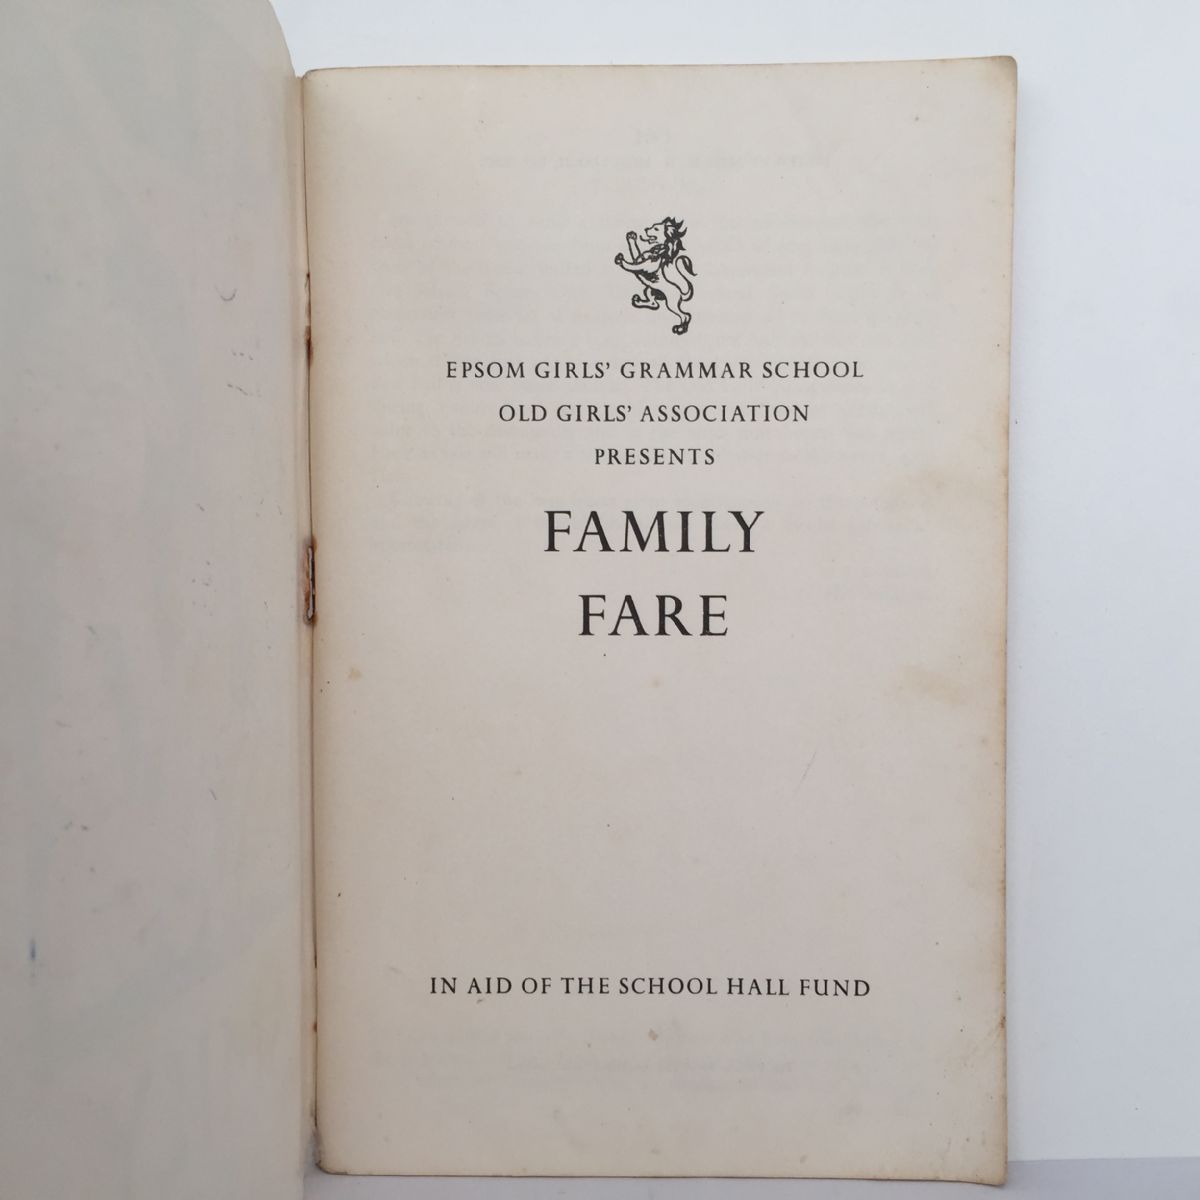 EPSOM GIRLS' GRAMMAR SCHOOL
OLD GIRLS' ASSOCIATION
PRESENTS
FAMILY
FARE
IN AID OF THE SCHOOL HALL FUND